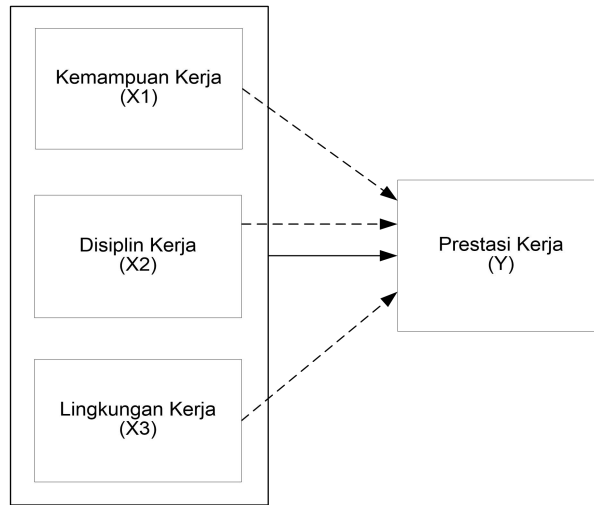 Kemampuan Kerja
(X1)
Disiplin Kerja
(X2)
Prestasi Kerja
(Y)
Lingkungan Kerja
(X3)